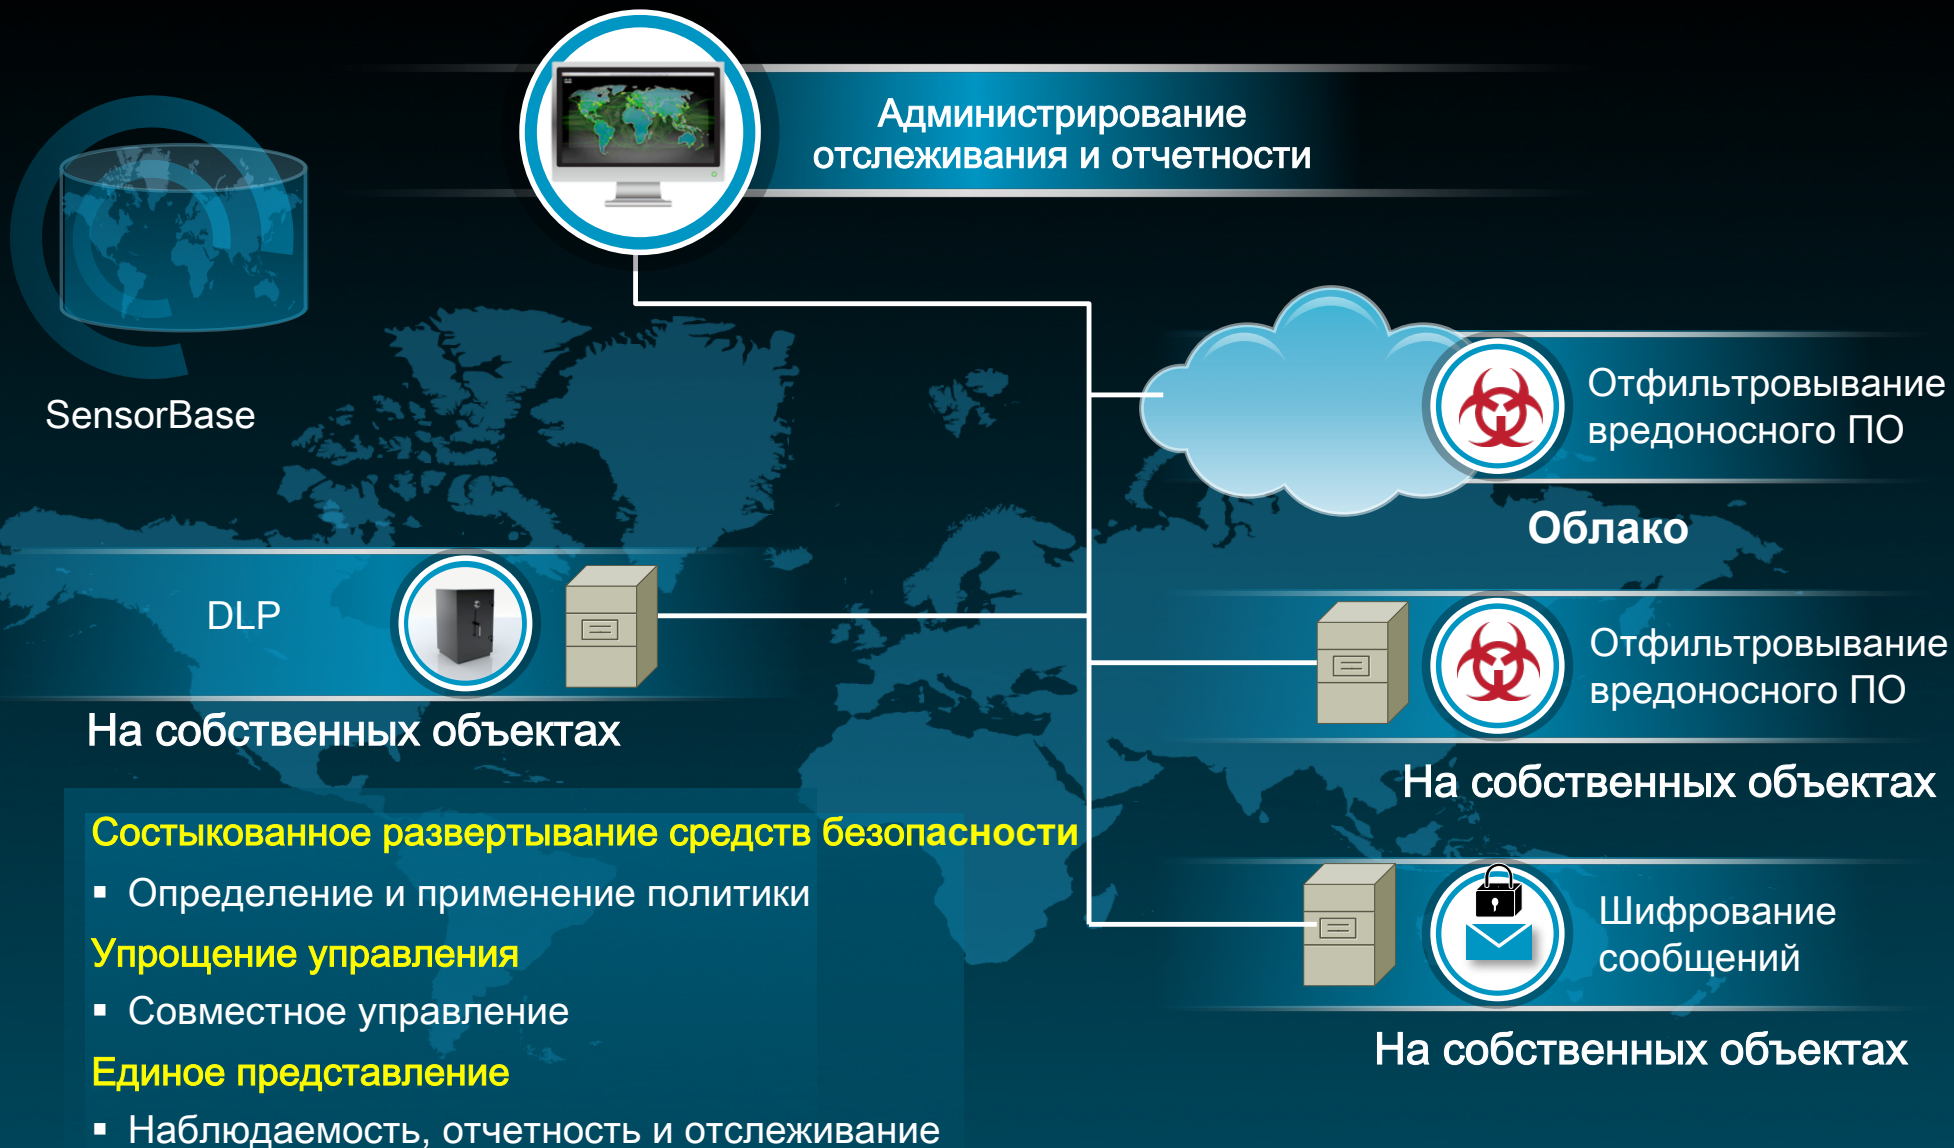 Администрирование
отслеживания и отчетности
SensorBase
Отфильтровывание
вредоносного ПО
Облако
DLP
На собственных объектах
Отфильтровывание
вредоносного ПО
На собственных объектах
Шифрование
сообщений
На собственных объектах
Состыкованное развертывание средств безопасности
▪ Определение и применение политики
Упрощение управления
▪ Совместное управление
Единое представление
▪ Наблюдаемость, отчетность и отслеживание